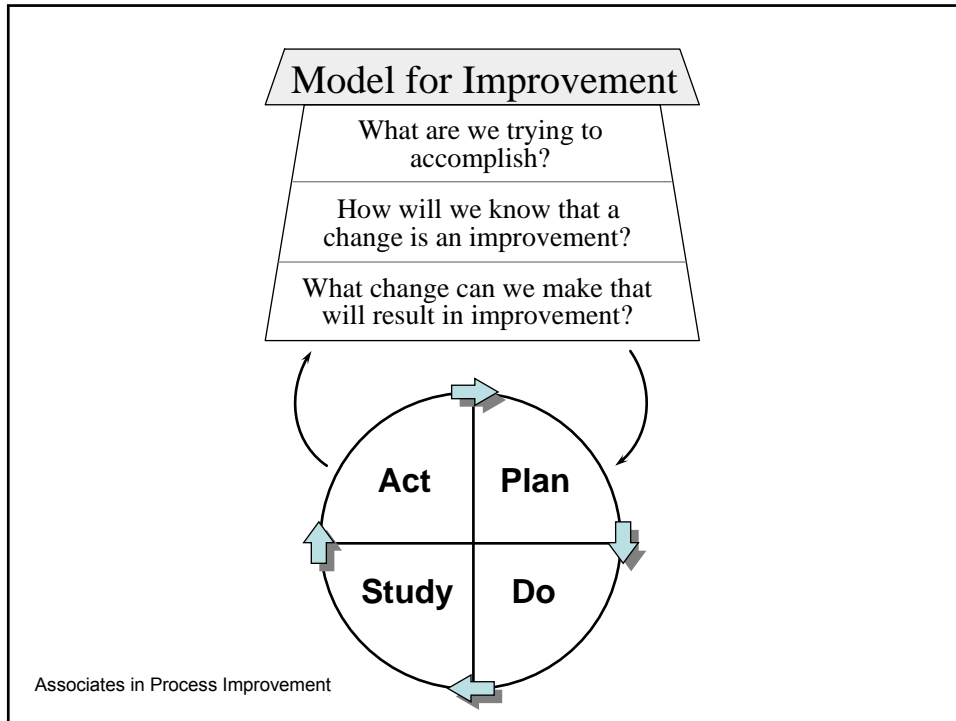 Model for Improvement
What are we trying to
accomplish?
How will we know that a
change is an improvement?
What change can we make that
will result in improvement?
Act
Plan
Study
Do
Associates in Process Improvement